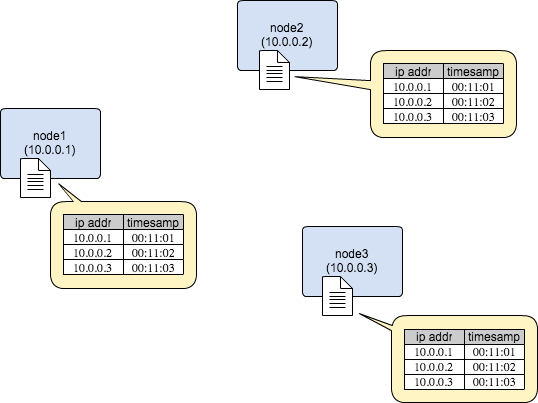 node2
(10.0.0.2)
ip addr timesamp
10.0.0.1 00:11:01
10.0.0.2 00:11:02
10.0.0.3 00:11:03
node1
(10.0.0.1)
ip addr timesamp
10.0.0.1 00:11:01
10.0.0.2 00:11:02
10.0.0.3 00:11:03
node3
(10.0.0.3)
ip addr timesamp
10.0.0.1 00:11:01
10.0.0.2 00:11:02
10.0.0.3 00:11:03